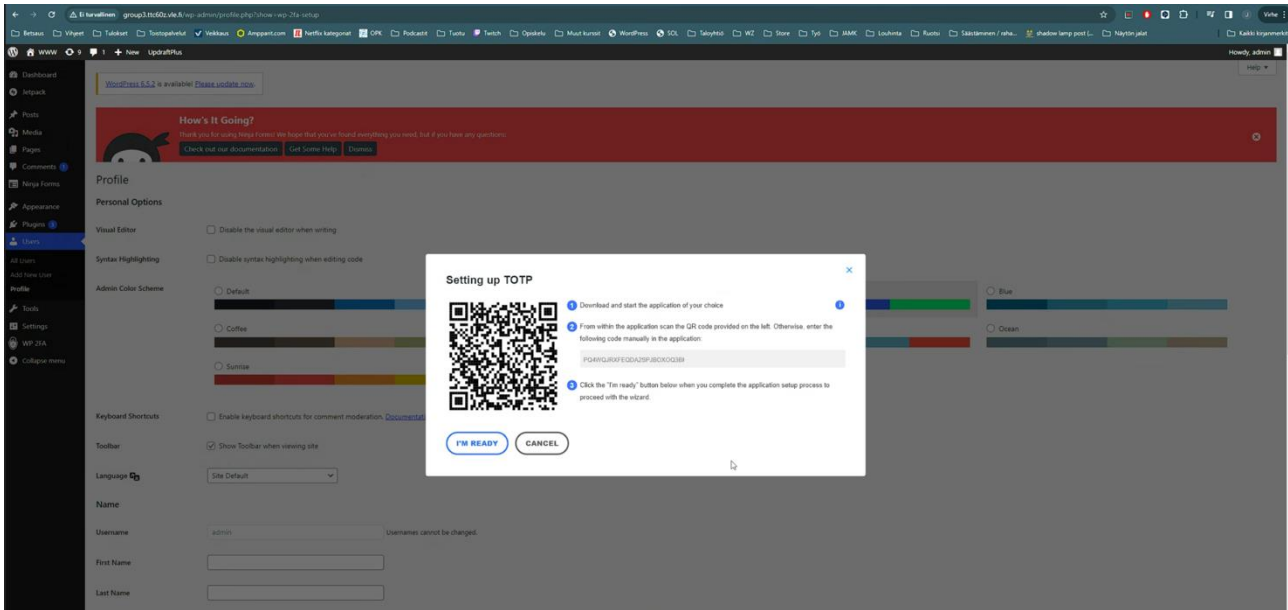 Ei turvallinen group3.ttc60z.vle.fi/wp-admin/profile.php?show=wp-2fa-setup
Virhe
Betsaus Vihjeet Tulokset Toistopalvelut Veikkaus Ampparit.com Netflix kategoriat OPK Podcastit Tuotu Twitch Opiskelu Muut kurssit WordPress SOL Taloyhtiö WZ Store Työ JAMK Louhinta Ruotsi Säästäminen / raha... shadow lamp post (... Näytön jalat Kaikki kirjanmerkit
WWW 9 1 + New UpdraftPlus
Howdy, admin
Help
Dashboard
Jetpack
Posts
Media
Pages
Comments 1
Ninja Forms
Appearance
Plugins 1
Users
All Users
Add New User
Profile
Tools
Settings
WP 2FA
Collapse menu
WordPress 6.5.2 is available! Please update now.
How's It Going?
Thank you for using Ninja Forms! We hope that you've found everything you need, but if you have any questions:
Check out our documentation Get Some Help Dismiss
Profile
Personal Options
Visual Editor Disable the visual editor when writing
Syntax Highlighting Disable syntax highlighting when editing code
Admin Color Scheme Default Blue
Coffee Ocean
Sunrise
Keyboard Shortcuts Enable keyboard shortcuts for comment moderation.
Toolbar Show Toolbar when viewing site
Language Site Default
Name
Username admin Usernames cannot be changed.
First Name
Last Name
Setting up TOTP
1 Download and start the application of your choice
2 From within the application scan the QR code provided on the left. Otherwise, enter the
following code manually in the application:
3 Click the "I'm ready" button below when you complete the application setup process to
proceed with the wizard.
I'M READY CANCEL